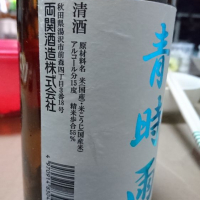 青時雨
清酒
原材料名 米(国産)・米こうじ(国産米)
アルコール分15度 精米歩合60%
秋田県湯沢市前森四丁目3番18号
両関酒造株式会社